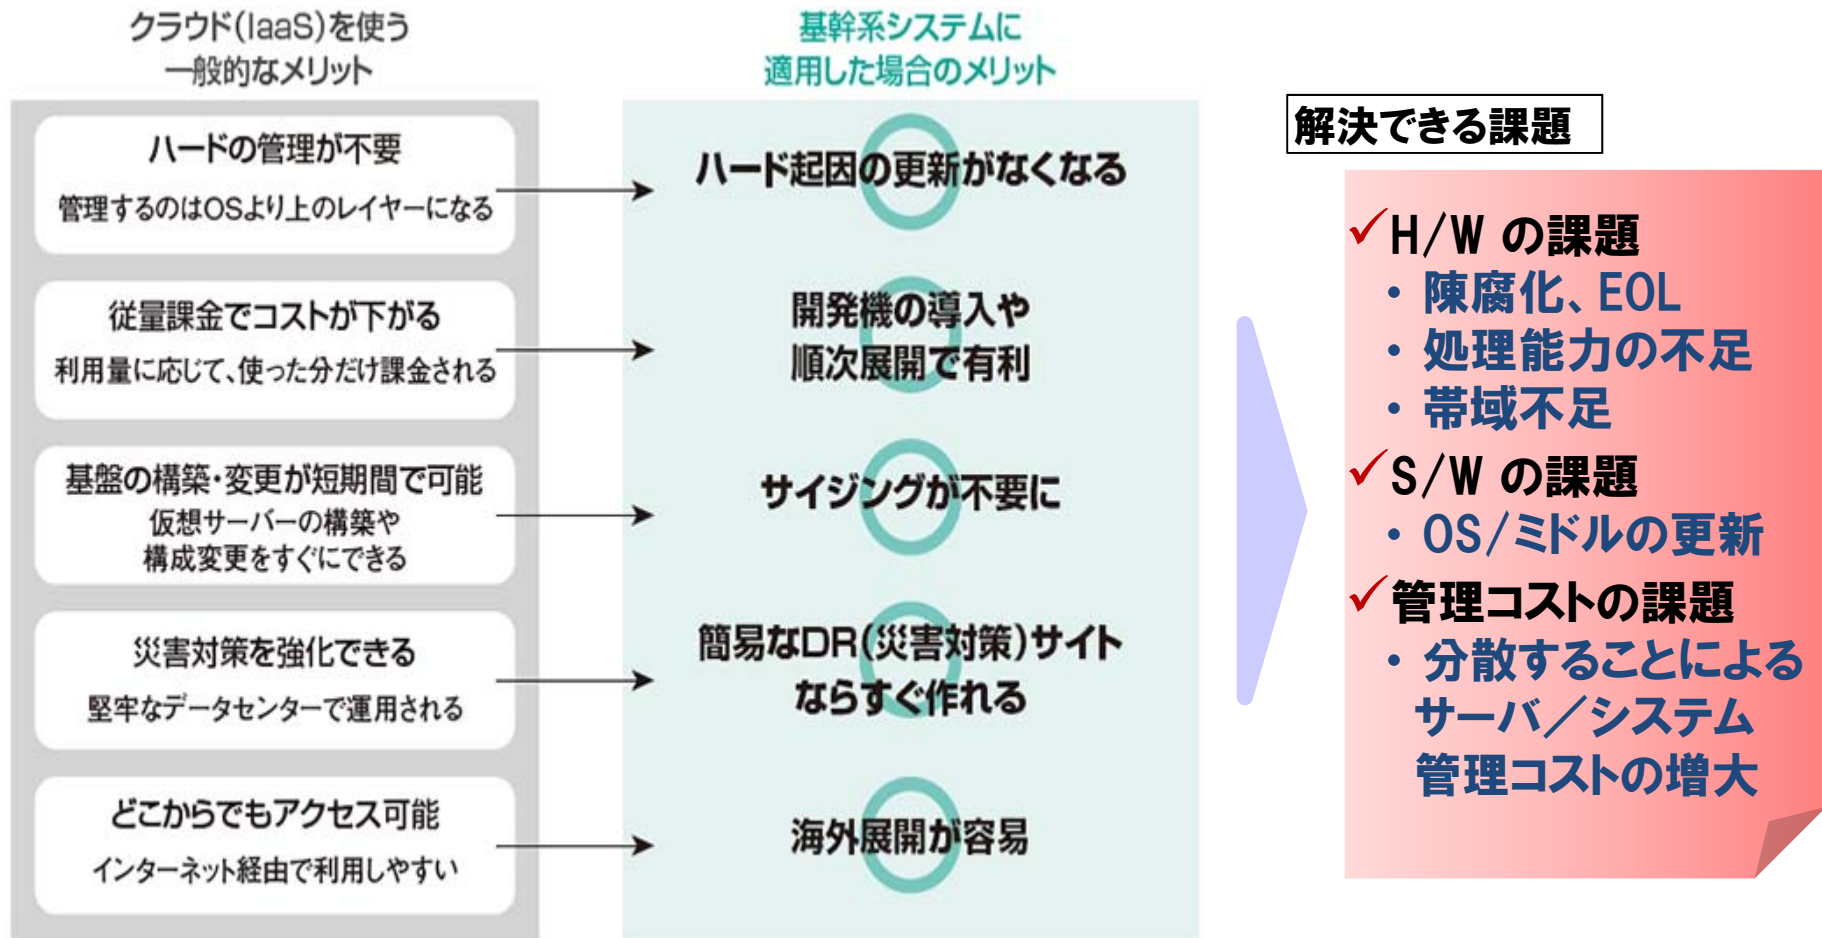 クラウド(IaaS)を使う
一般的なメリット
ハードの管理が不要
管理するのはOSより上のレイヤーになる
従量課金でコストが下がる
利用量に応じて、使った分だけ課金される
基盤の構築・変更が短期間で可能
仮想サーバーの構築や
構成変更をすぐにできる
災害対策を強化できる
堅牢なデータセンターで運用される
どこからでもアクセス可能
インターネット経由で利用しやすい
基幹系システムに
適用した場合のメリット
ハード起因の更新がなくなる
開発機の導入や
順次展開で有利
サイジングが不要に
簡易なDR(災害対策)サイト
ならすぐ作れる
海外展開が容易
解決できる課題
✓H/W の課題
・陳腐化、EOL
・処理能力の不足
・帯域不足
✓S/W の課題
・OS/ミドルの更新
✓管理コストの課題
・分散することによる
サーバ/システム
管理コストの増大